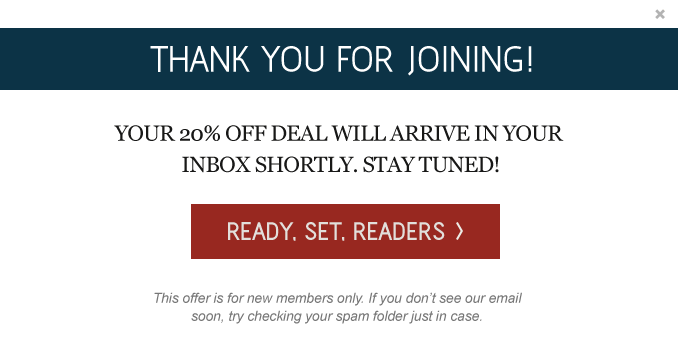 THANK YOU FOR JOINING!
YOUR 20% OFF DEAL WILL ARRIVE IN YOUR
INBOX SHORTLY. STAY TUNED!
READY, SET, READERS >
This offer is for new members only. If you don't see our email
soon, try checking your spam folder just in case.